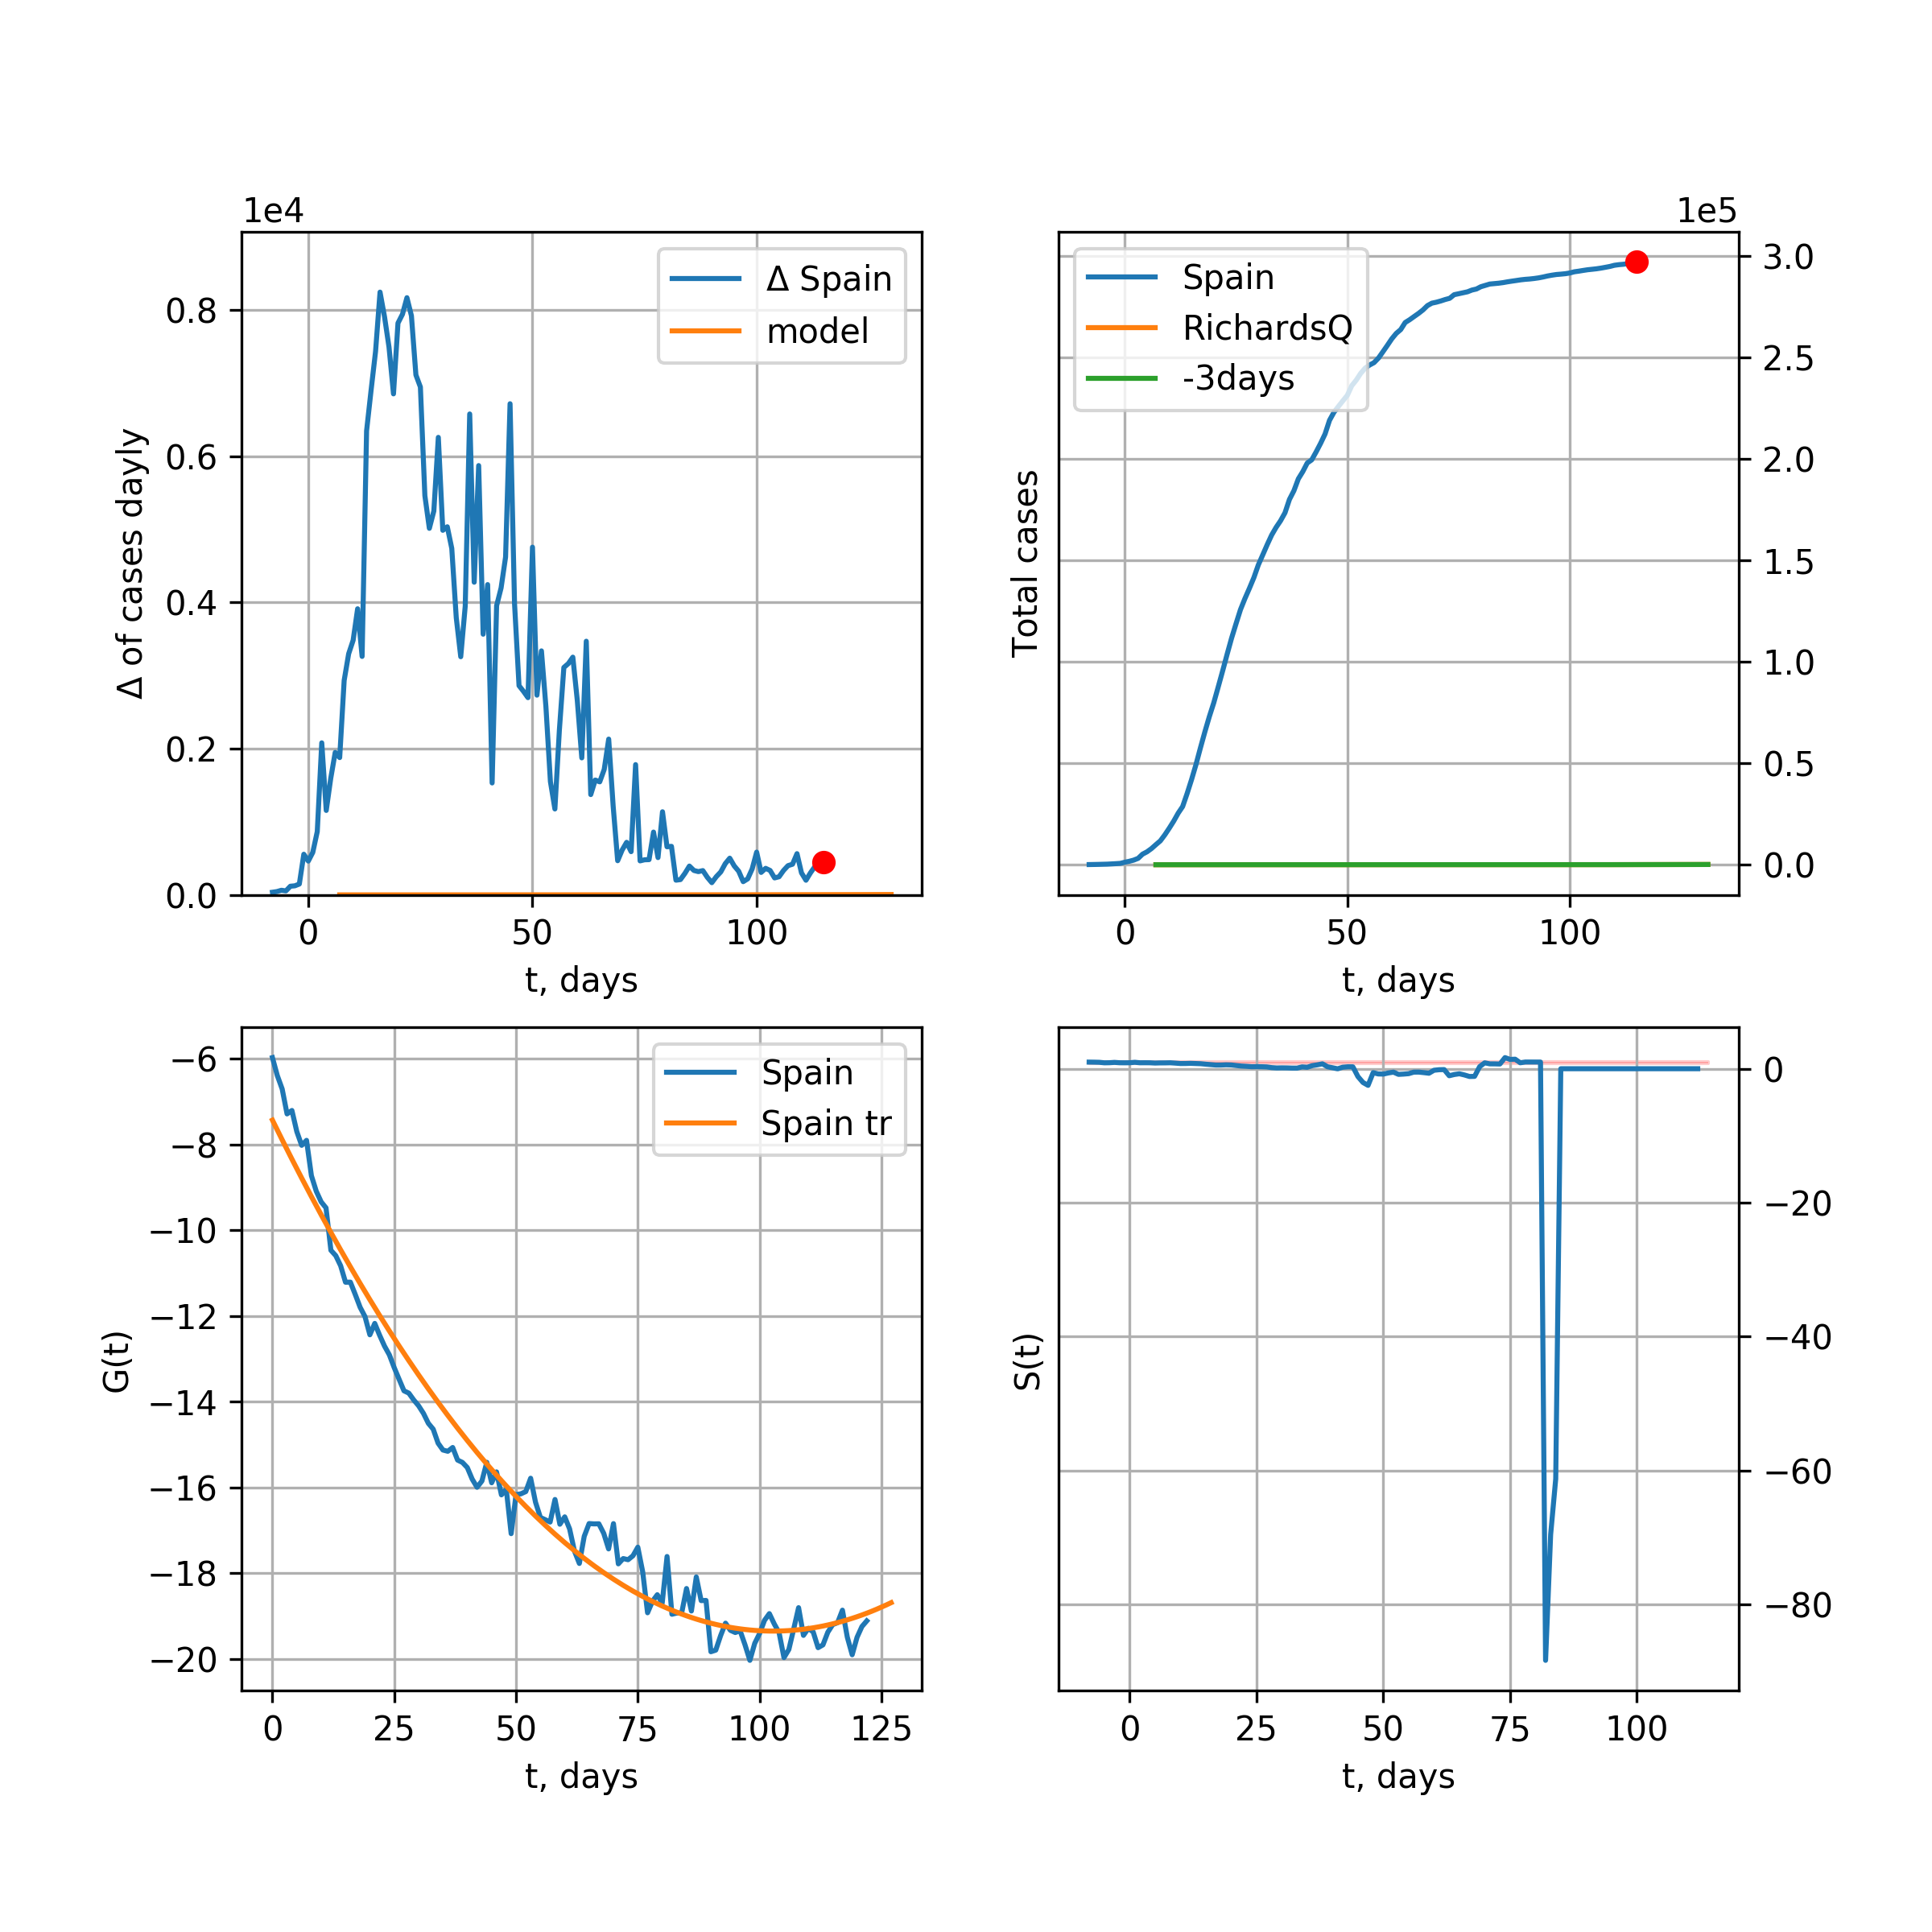 1e4
Δ of cases dayly
0.8
0.6
0.4
0.2
0.0
Δ Spain
model
0 50 100
t, days
1e5
Total cases
Spain
RichardsQ
-3days
3.0
2.5
2.0
1.5
1.0
0.5
0.0
0 50 100
t, days
G(t)
−6
−8
−10
−12
−14
−16
−18
−20
Spain
Spain tr
0 25 50 75 100 125
t, days
S(t)
0
−20
−40
−60
−80
0 25 50 75 100
t, days